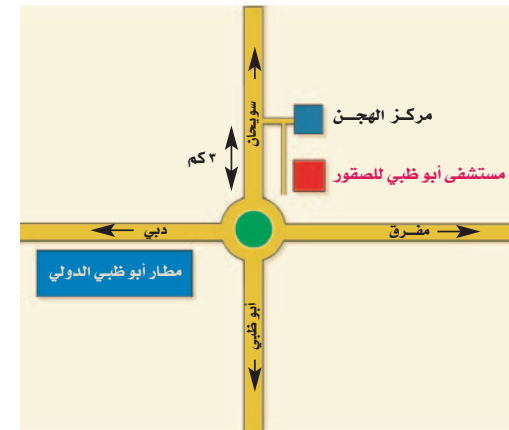 سويحان
مركز الهجن
٣ كم
مستشفى أبو ظبي للصقور
دبي
مفرق
مطار أبو ظبي الدولي
أبو ظبي